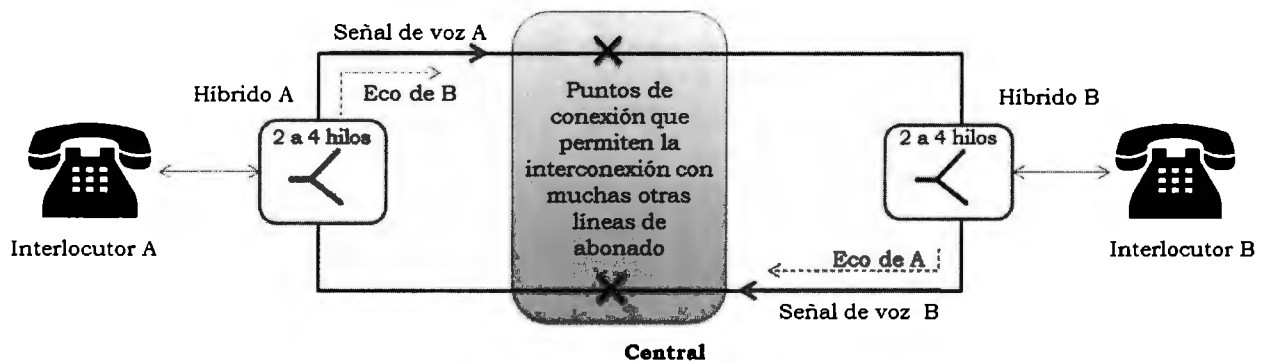 Señal de voz A
Híbrido A
Eco de B
2 a 4 hilos
Interlocutor A
Puntos de
conexión que
permiten la
interconexión con
muchas otras
líneas de
abonado
Híbrido B
2 a 4 hilos
Eco de A
Interlocutor B
Señal de voz B
Central